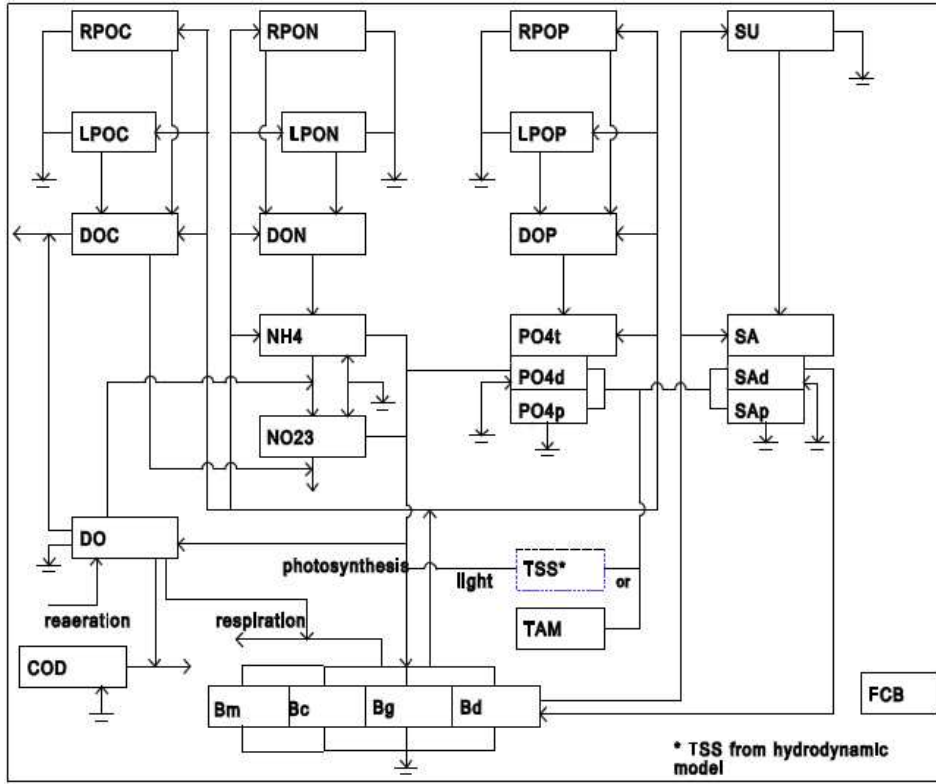 RPOC
RPON
RPOP
SU
LPOC
LPON
LPOP
DOC
DON
DOP
NH4
PO4t
SA
PO4d
SAd
PO4p
SAp
NO23
DO
photosynthesis
light
TSS*
or
reaeration
respiration
TAM
COD
FCB
Bm
Bc
Bg
Bd
* TSS from hydrodynamic
model